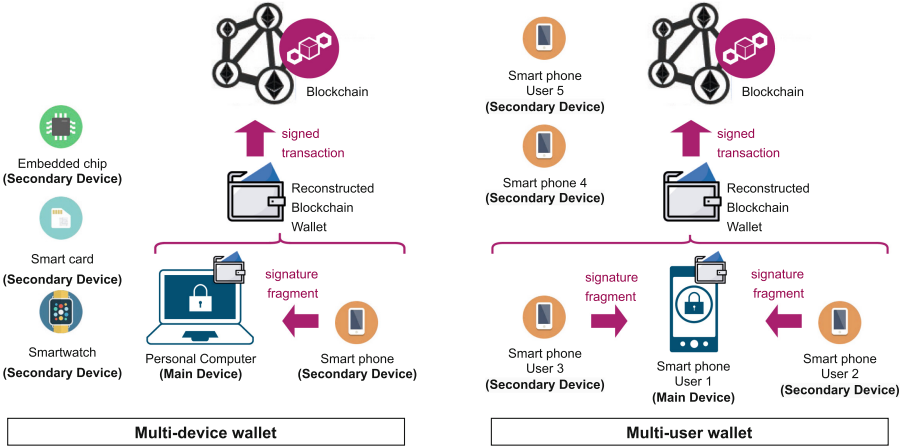 Blockchain
signed
transaction
Embedded chip
(Secondary Device)
Reconstructed
Blockchain
Wallet
Smart card
(Secondary Device)
signature
fragment
Smartwatch
(Secondary Device)
Personal Computer
(Main Device)
Smart phone
(Secondary Device)
Multi-device wallet
Smart phone
User 5
(Secondary Device)
Blockchain
signed
transaction
Smart phone 4
(Secondary Device)
Reconstructed
Blockchain
Wallet
signature
fragment
signature
fragment
Smart phone
User 3
(Secondary Device)
Smart phone
User 1
(Main Device)
Smart phone
User 2
(Secondary Device)
Multi-user wallet